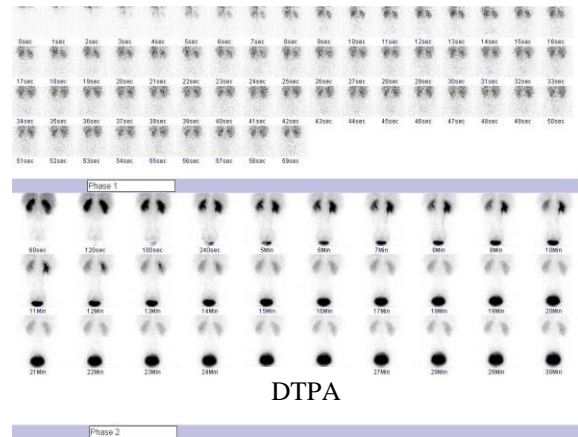 0sec 1sec 2sec 3sec 4sec 5sec 6sec 7sec 8sec 9sec 10sec 11sec 12sec 13sec 14sec 15sec 16sec
17sec 18sec 19sec 20sec 21sec 22sec 23sec 24sec 25sec 26sec 27sec 28sec 29sec 30sec 31sec 32sec 33sec
34sec 35sec 36sec 37sec 38sec 39sec 40sec 41sec 42sec 43sec 44sec 45sec 46sec 47sec 48sec 49sec 50sec
51sec 52sec 53sec 54sec 55sec 56sec 57sec 58sec 59sec
Phase 1
60sec 120sec 180sec 240sec 5Min 6Min 7Min 8Min 9Min 10Min
11Min 12Min 13Min 14Min 15Min 16Min 17Min 18Min 19Min 20Min
21Min 22Min 23Min 24Min 27Min 28Min 29Min 30Min
DTPA
Phase 2